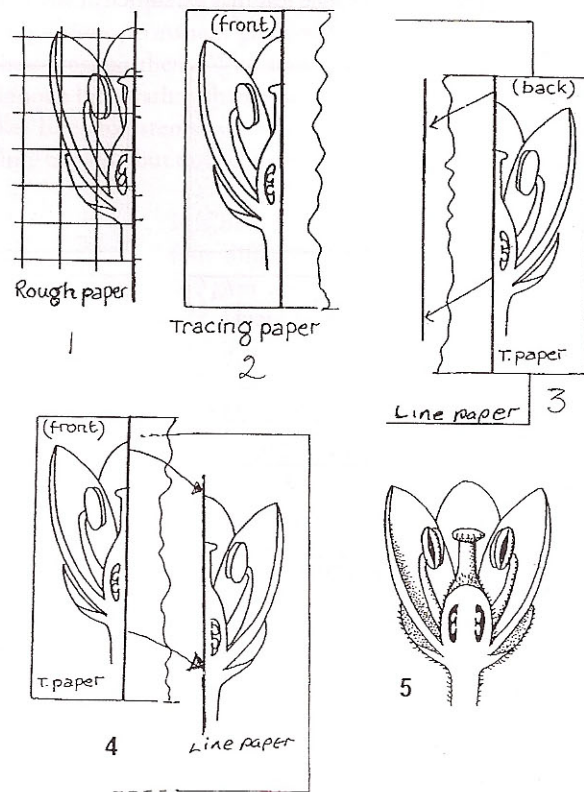 (front)
(back)
Rough paper
1
Tracing paper
2
T. paper
Line paper
3
(front)
T. paper
4
Line paper
5